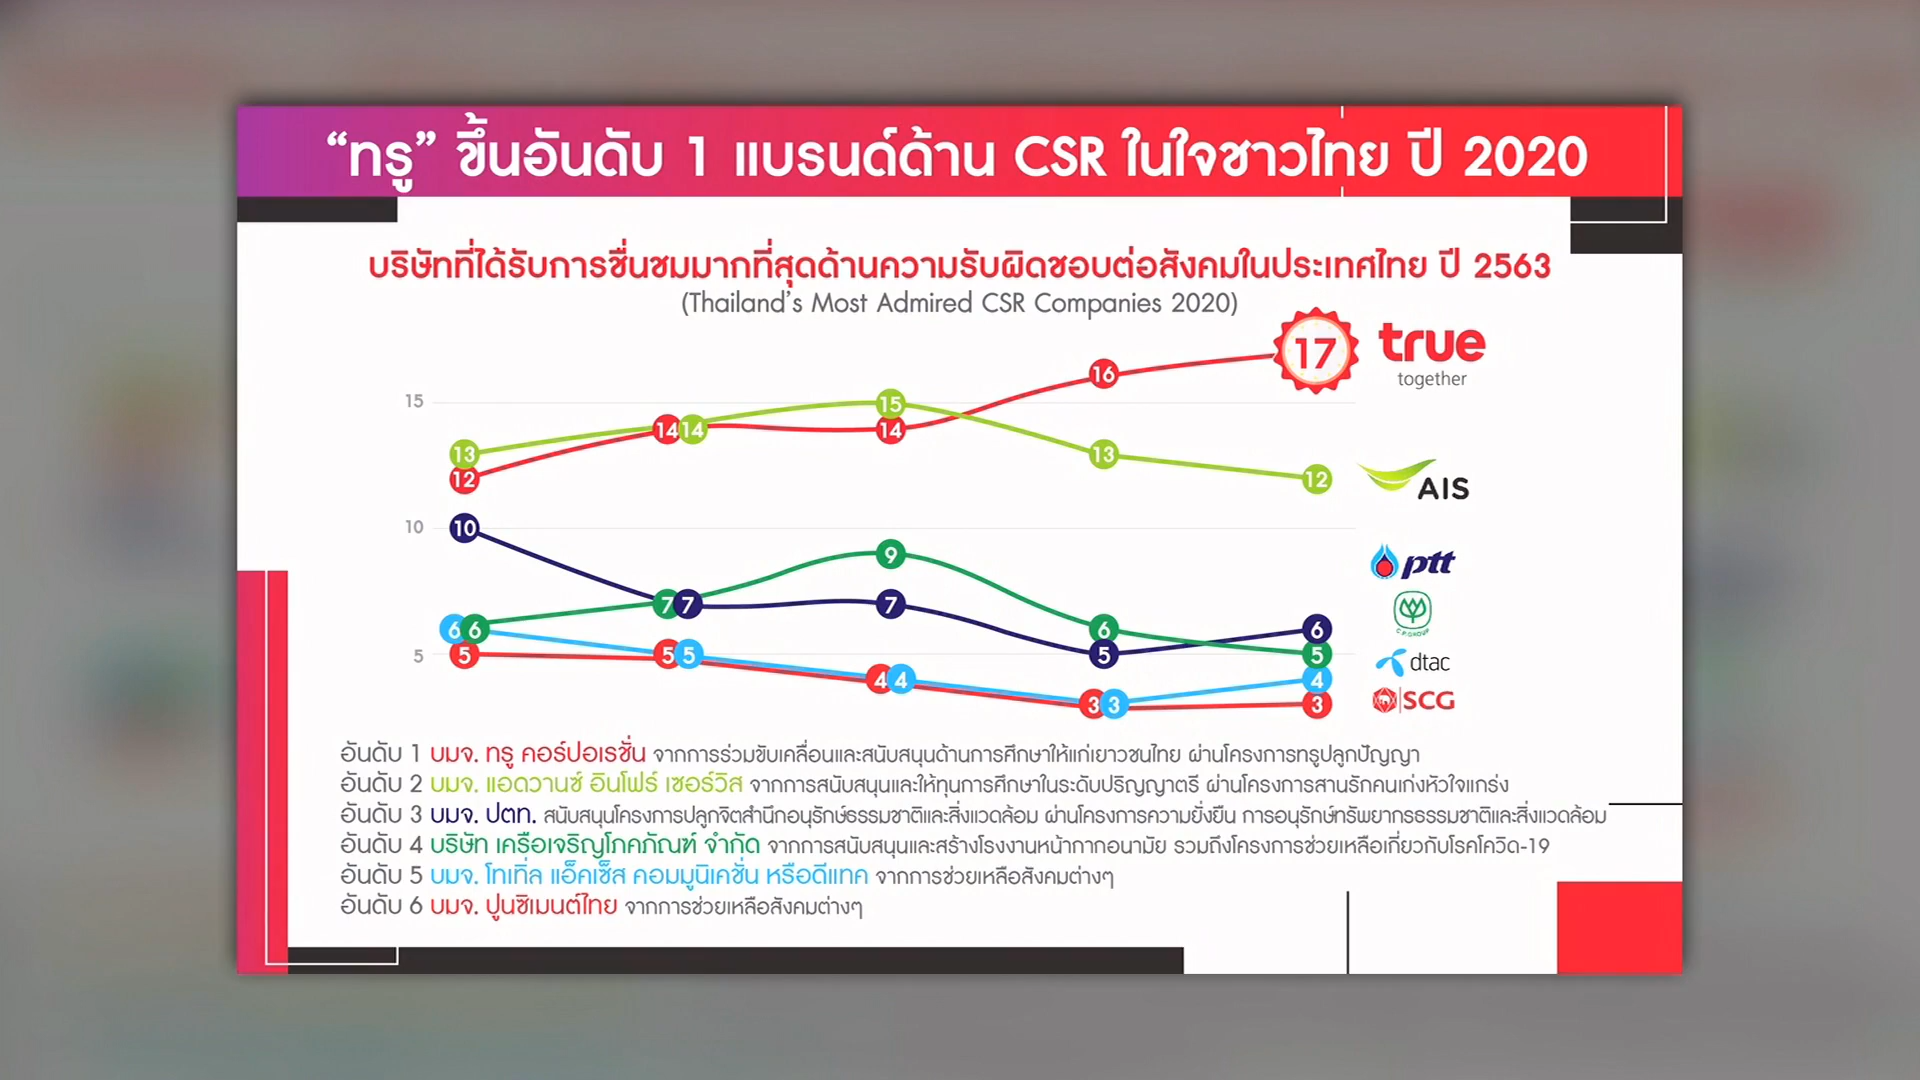 “ทรู” ขึ้นอันดับ 1 แบรนด์ด้าน CSR ในใจชาวไทย ปี 2020
บริษัทที่ได้รับการชื่นชมมากที่สุดด้านความรับผิดชอบต่อสังคมในประเทศไทย ปี 2563
(Thailand’s Most Admired CSR Companies 2020)
17 true
together
16
15 15
14 14 14
13 13
12 12 AIS
10 10
9 ptt
7 7 7
6 6 6 6 C.P.GROUP
5 5 5 5 5 5 dtac
4 4 4
3 3 3 SCG
อันดับ 1 บมจ. ทรู คอร์ปอเรชั่น จากการร่วมขับเคลื่อนและสนับสนุนด้านการศึกษาให้แก่เยาวชนไทย ผ่านโครงการทรูปลูกปัญญา
อันดับ 2 บมจ. แอดวานซ์ อินโฟร์ เซอร์วิส จากการสนับสนุนและให้ทุนการศึกษาในระดับปริญญาตรี ผ่านโครงการสานรักคนเก่งหัวใจแกร่ง
อันดับ 3 บมจ. ปตท. สนับสนุนโครงการปลูกจิตสำนึกอนุรักษ์ธรรมชาติและสิ่งแวดล้อม ผ่านโครงการความยั่งยืน การอนุรักษ์ทรัพยากรธรรมชาติและสิ่งแวดล้อม
อันดับ 4 บริษัท เครือเจริญโภคภัณฑ์ จำกัด จากการสนับสนุนและสร้างโรงงานหน้ากากอนามัย รวมถึงโครงการช่วยเหลือเกี่ยวกับโรคโควิด-19
อันดับ 5 บมจ. โทเทิ่ล แอ็คเซ็ส คอมมูนิเคชั่น หรือดีแทค จากการช่วยเหลือสังคมต่างๆ
อันดับ 6 บมจ. ปูนซิเมนต์ไทย จากการช่วยเหลือสังคมต่างๆ